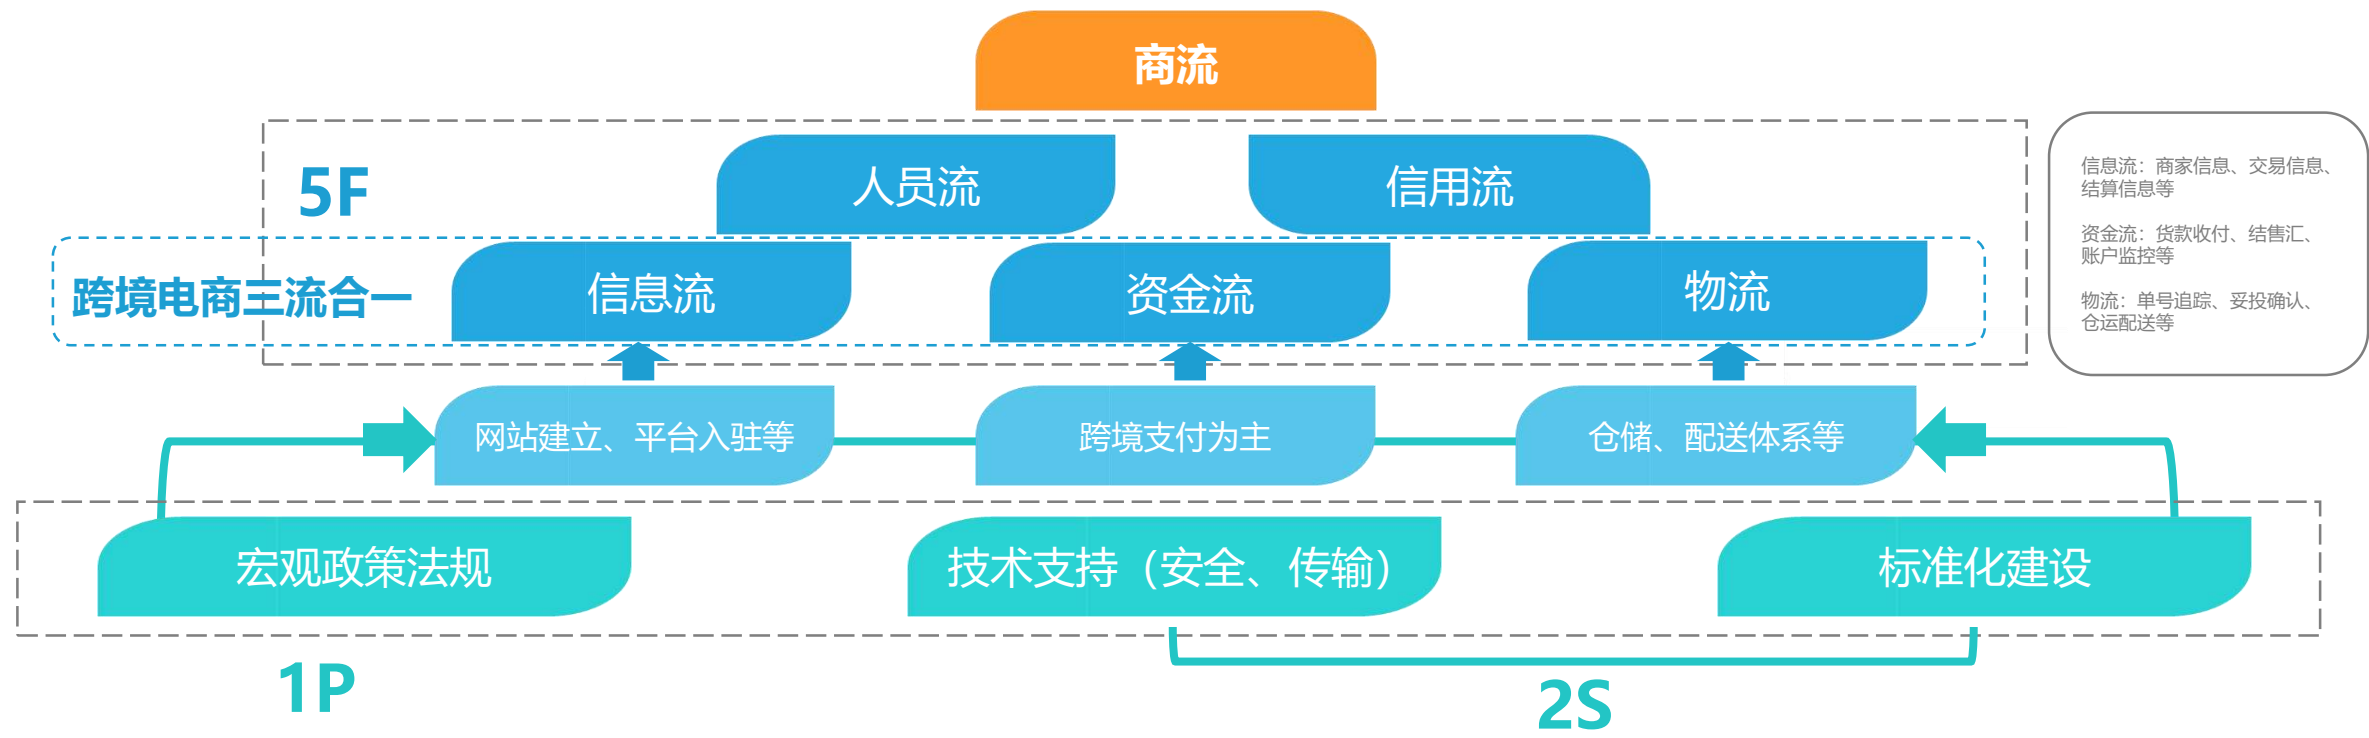 商流
5F
人员流
信用流
跨境电商三流合一
信息流
资金流
物流
信息流：商家信息、交易信息、
结算信息等
资金流：货款收付、结售汇、
账户监控等
物流：单号追踪、妥投确认、
仓运配送等
网站建立、平台入驻等
跨境支付为主
仓储、配送体系等
宏观政策法规
技术支持（安全、传输）
标准化建设
1P
2S